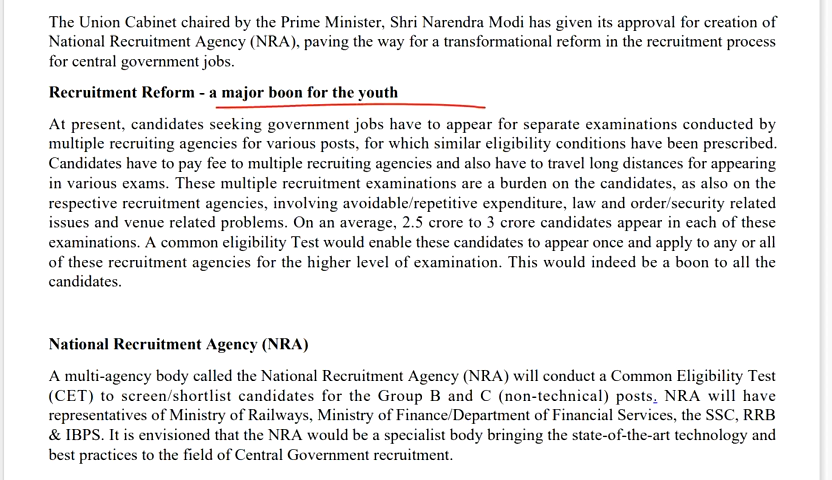 The Union Cabinet chaired by the Prime Minister, Shri Narendra Modi has given its approval for creation of
National Recruitment Agency (NRA), paving the way for a transformational reform in the recruitment process
for central government jobs.
Recruitment Reform - a major boon for the youth
At present, candidates seeking government jobs have to appear for separate examinations conducted by
multiple recruiting agencies for various posts, for which similar eligibility conditions have been prescribed.
Candidates have to pay fee to multiple recruiting agencies and also have to travel long distances for appearing
in various exams. These multiple recruitment examinations are a burden on the candidates, as also on the
respective recruitment agencies, involving avoidable/repetitive expenditure, law and order/security related
issues and venue related problems. On an average, 2.5 crore to 3 crore candidates appear in each of these
examinations. A common eligibility Test would enable these candidates to appear once and apply to any or all
of these recruitment agencies for the higher level of examination. This would indeed be a boon to all the
candidates.
National Recruitment Agency (NRA)
A multi-agency body called the National Recruitment Agency (NRA) will conduct a Common Eligibility Test
(CET) to screen/shortlist candidates for the Group B and C (non-technical) posts. NRA will have
representatives of Ministry of Railways, Ministry of Finance/Department of Financial Services, the SSC, RRB
& IBPS. It is envisioned that the NRA would be a specialist body bringing the state-of-the-art technology and
best practices to the field of Central Government recruitment.